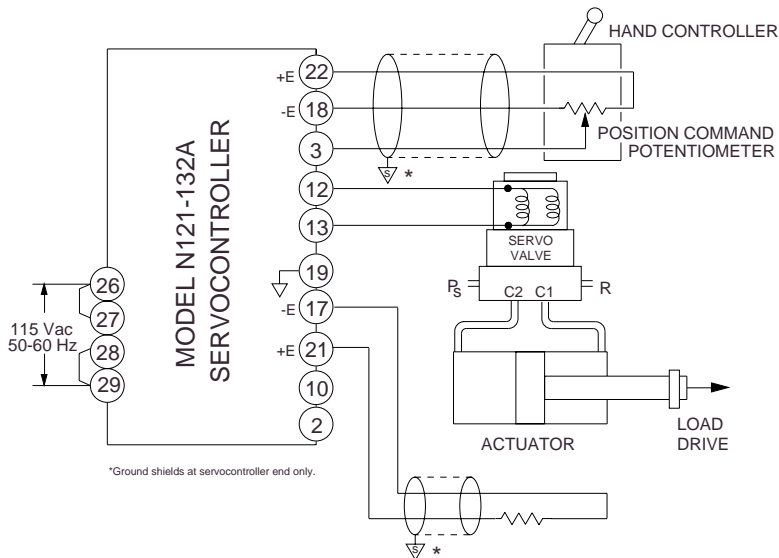 HAND CONTROLLER
+E 22
-E 18
3
POSITION COMMAND
POTENTIOMETER
S *
12
13
SERVO
VALVE
MODEL N121-132A
SERVOCONTROLLER
19
26
27
28
29
115 Vac
50-60 Hz
-E 17
+E 21
10
2
PS
C2 C1
R
ACTUATOR
LOAD
DRIVE
*Ground shields at servocontroller end only.
S *